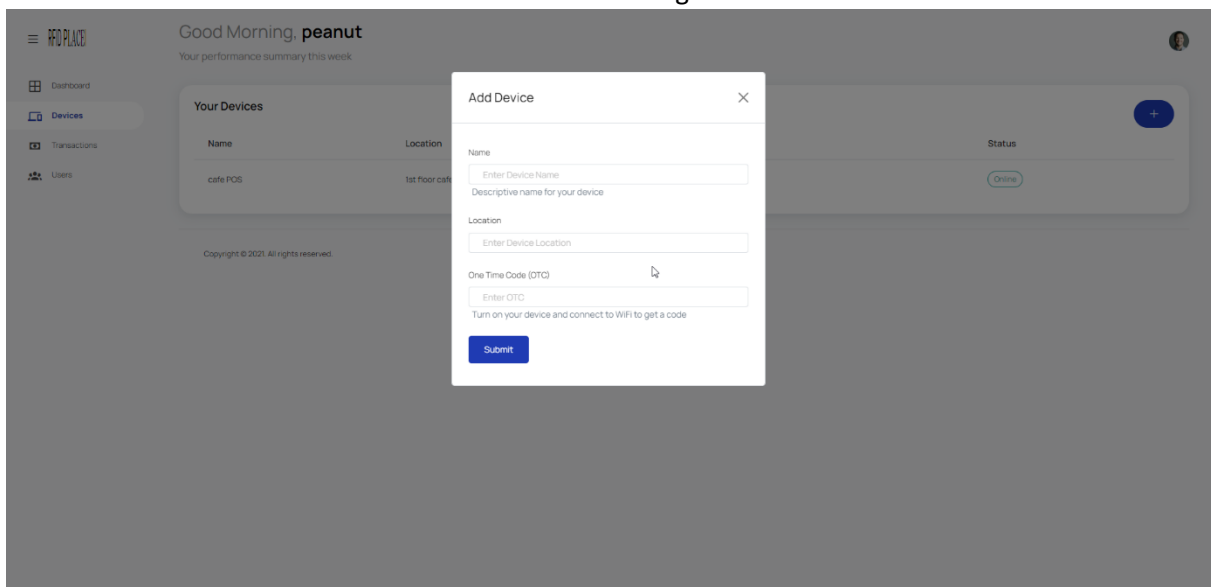 RFID PLACE!
Good Morning, peanut
Your performance summary this week
Dashboard
Devices
Transactions
Users
Your Devices
+
Name
Location
Status
cafe POS
1st floor cafe
Online
Copyright © 2021. All rights reserved.
Add Device
Name
Enter Device Name
Descriptive name for your device
Location
Enter Device Location
One Time Code (OTC)
Enter OTC
Turn on your device and connect to WiFi to get a code
Submit